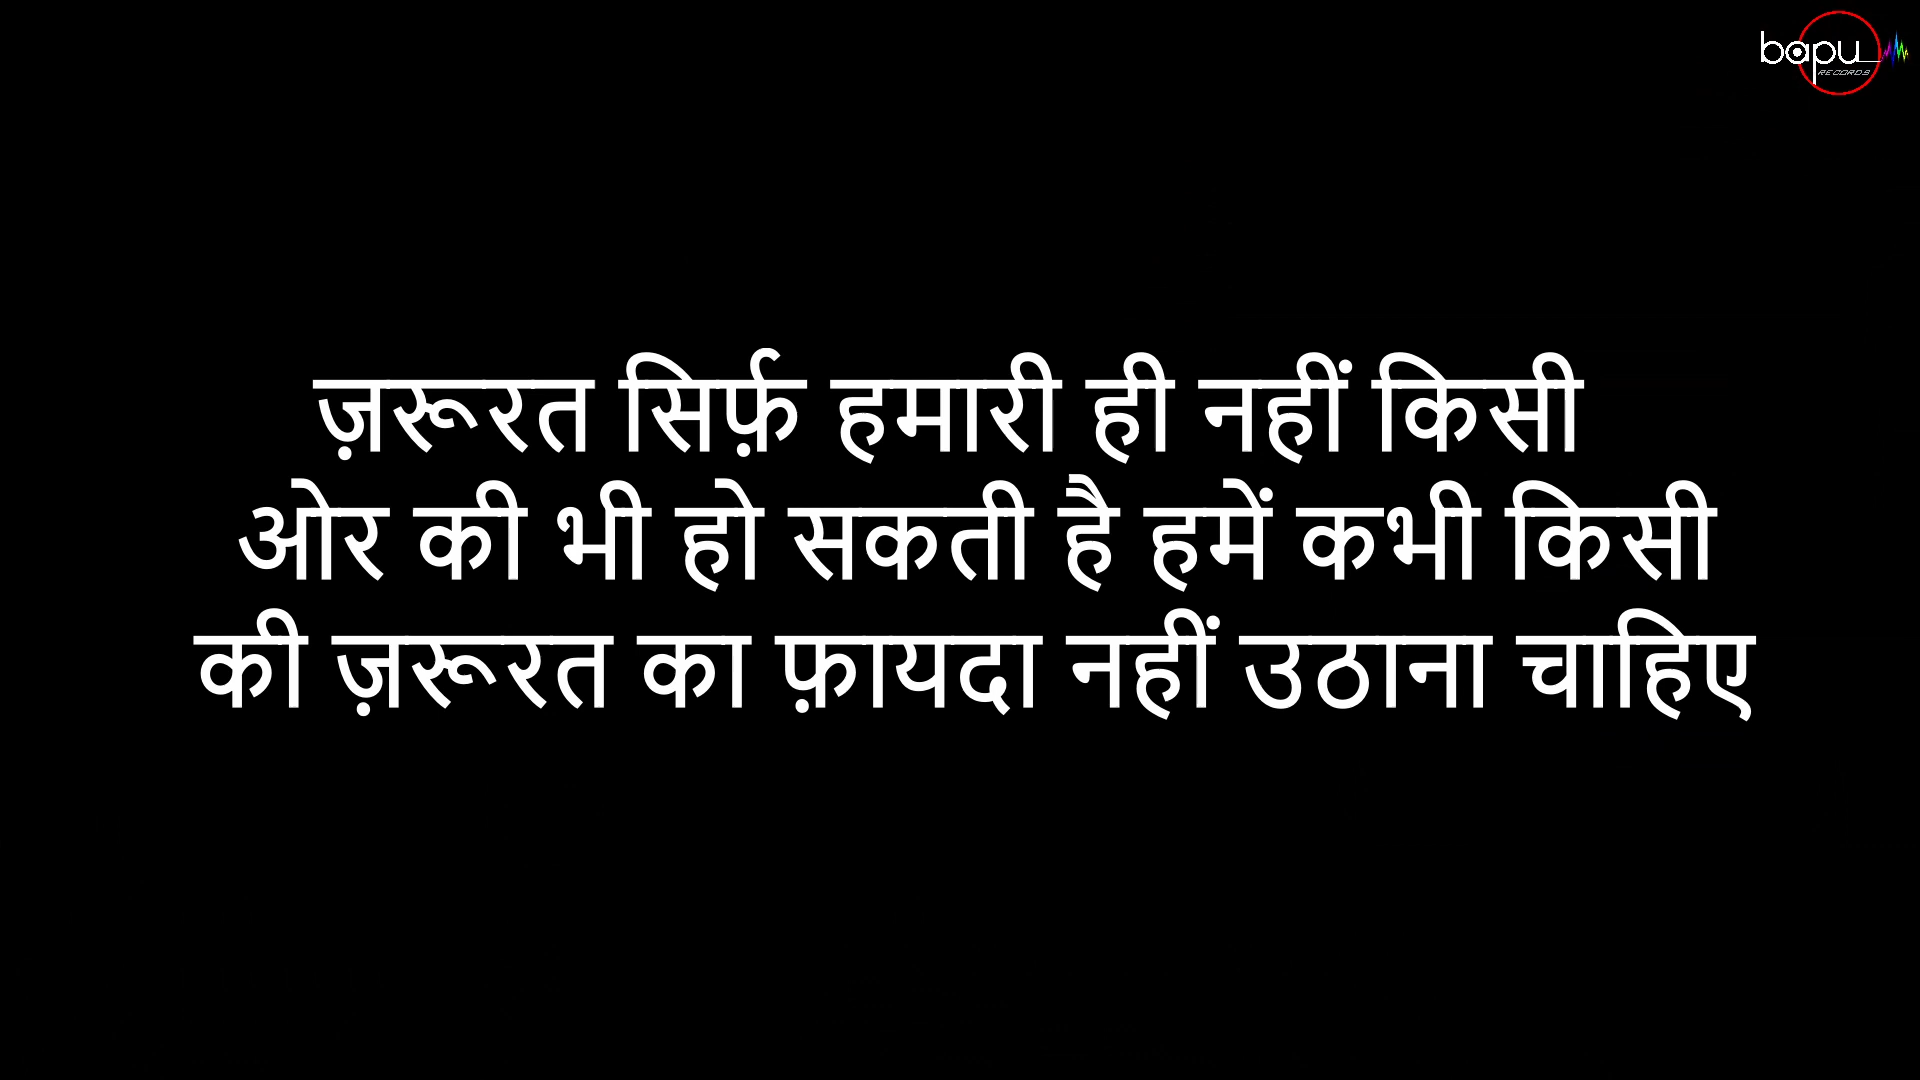 bapu
RECORDS
ज़रूरत सिर्फ़ हमारी ही नहीं किसी
ओर की भी हो सकती है हमें कभी किसी
की ज़रूरत का फ़ायदा नहीं उठाना चाहिए